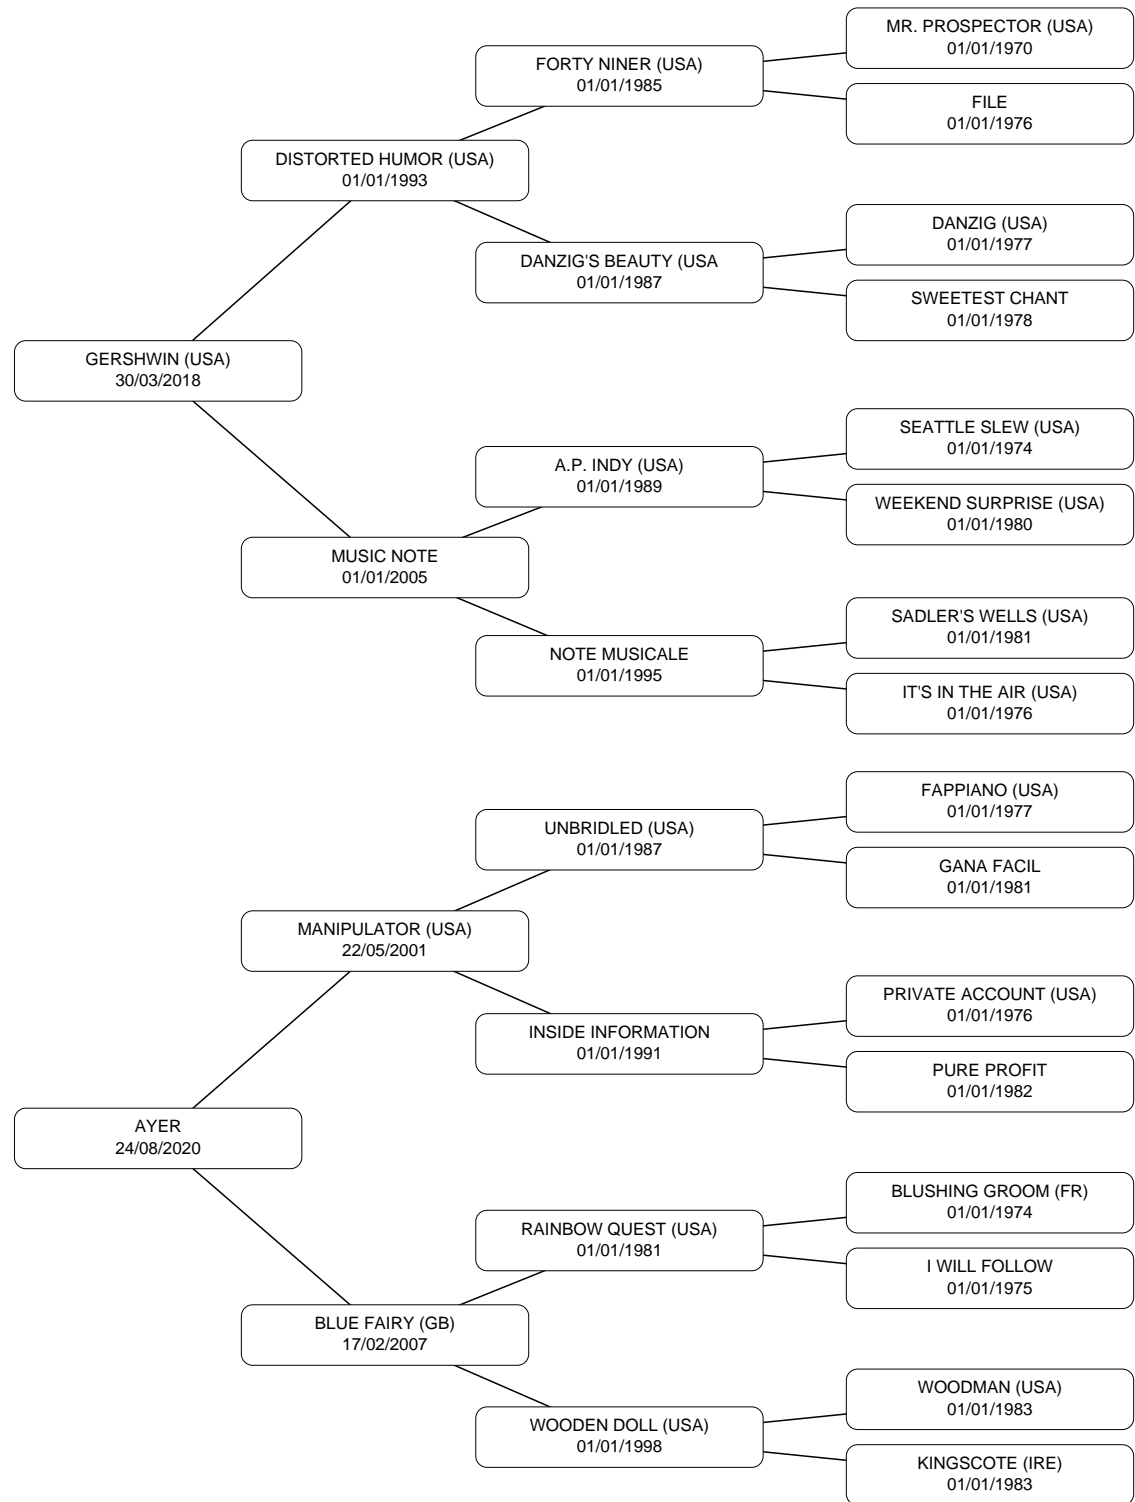 MR. PROSPECTOR (USA)
01/01/1970
FORTY NINER (USA)
01/01/1985
FILE
01/01/1976
DISTORTED HUMOR (USA)
01/01/1993
DANZIG (USA)
01/01/1977
DANZIG'S BEAUTY (USA
01/01/1987
SWEETEST CHANT
01/01/1978
GERSHWIN (USA)
30/03/2018
SEATTLE SLEW (USA)
01/01/1974
A.P. INDY (USA)
01/01/1989
WEEKEND SURPRISE (USA)
01/01/1980
MUSIC NOTE
01/01/2005
SADLER'S WELLS (USA)
01/01/1981
NOTE MUSICALE
01/01/1995
IT'S IN THE AIR (USA)
01/01/1976
FAPPIANO (USA)
01/01/1977
UNBRIDLED (USA)
01/01/1987
GANA FACIL
01/01/1981
MANIPULATOR (USA)
22/05/2001
PRIVATE ACCOUNT (USA)
01/01/1976
INSIDE INFORMATION
01/01/1991
PURE PROFIT
01/01/1982
AYER
24/08/2020
BLUSHING GROOM (FR)
01/01/1974
RAINBOW QUEST (USA)
01/01/1981
I WILL FOLLOW
01/01/1975
BLUE FAIRY (GB)
17/02/2007
WOODMAN (USA)
01/01/1983
WOODEN DOLL (USA)
01/01/1998
KINGSCOTE (IRE)
01/01/1983